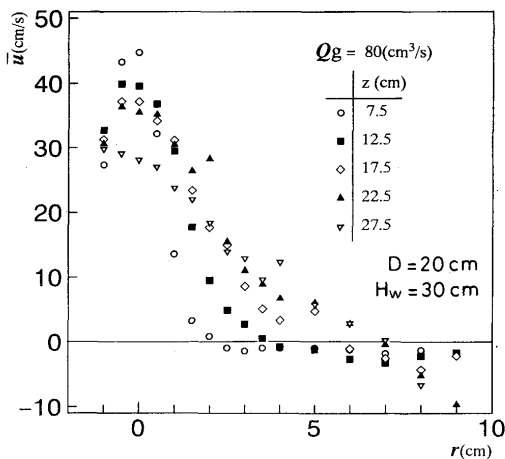 ū(cm/s)
50
40
30
20
10
0
-10
0
5
10
r(cm)
Qg = 80(cm³/s)
z (cm)
○ 7.5
■ 12.5
◇ 17.5
▲ 22.5
▽ 27.5
D = 20 cm
Hw = 30 cm